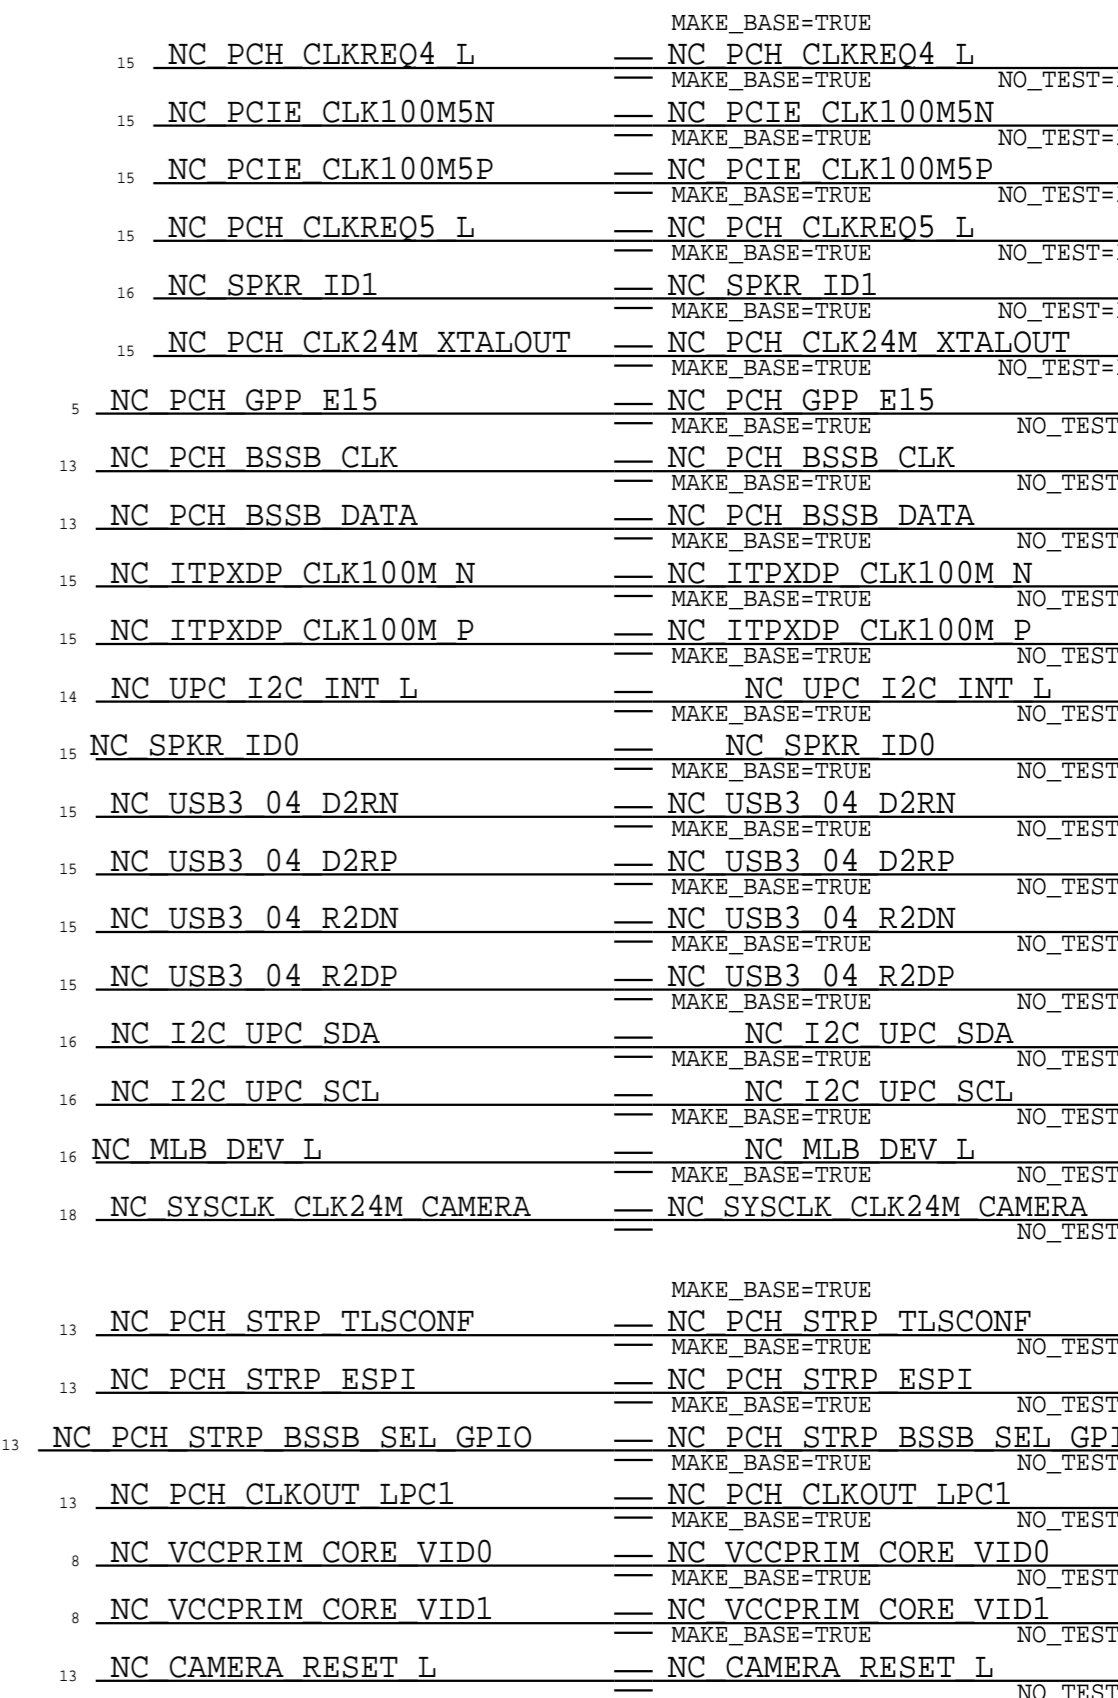 MAKE_BASE=TRUE
15 NC_PCH_CLKREQ4_L NC_PCH_CLKREQ4_L
MAKE_BASE=TRUE NO_TEST=
15 NC_PCIE_CLK100M5N NC_PCIE_CLK100M5N
MAKE_BASE=TRUE NO_TEST=
15 NC_PCIE_CLK100M5P NC_PCIE_CLK100M5P
MAKE_BASE=TRUE NO_TEST=
15 NC_PCH_CLKREQ5_L NC_PCH_CLKREQ5_L
MAKE_BASE=TRUE NO_TEST=
16 NC_SPKR_ID1 NC_SPKR_ID1
MAKE_BASE=TRUE NO_TEST=
15 NC_PCH_CLK24M_XTALOUT NC_PCH_CLK24M_XTALOUT
MAKE_BASE=TRUE NO_TEST=
5 NC_PCH_GPP_E15 NC_PCH_GPP_E15
MAKE_BASE=TRUE NO_TEST
13 NC_PCH_BSSB_CLK NC_PCH_BSSB_CLK
MAKE_BASE=TRUE NO_TEST
13 NC_PCH_BSSB_DATA NC_PCH_BSSB_DATA
MAKE_BASE=TRUE NO_TEST
15 NC_ITPXDP_CLK100M_N NC_ITPXDP_CLK100M_N
MAKE_BASE=TRUE NO_TEST
15 NC_ITPXDP_CLK100M_P NC_ITPXDP_CLK100M_P
MAKE_BASE=TRUE NO_TEST
14 NC_UPC_I2C_INT_L NC_UPC_I2C_INT_L
MAKE_BASE=TRUE NO_TEST
15 NC_SPKR_ID0 NC_SPKR_ID0
MAKE_BASE=TRUE NO_TEST
15 NC_USB3_04_D2RN NC_USB3_04_D2RN
MAKE_BASE=TRUE NO_TEST
15 NC_USB3_04_D2RP NC_USB3_04_D2RP
MAKE_BASE=TRUE NO_TEST
15 NC_USB3_04_R2DN NC_USB3_04_R2DN
MAKE_BASE=TRUE NO_TEST
15 NC_USB3_04_R2DP NC_USB3_04_R2DP
MAKE_BASE=TRUE NO_TEST
16 NC_I2C_UPC_SDA NC_I2C_UPC_SDA
MAKE_BASE=TRUE NO_TEST
16 NC_I2C_UPC_SCL NC_I2C_UPC_SCL
MAKE_BASE=TRUE NO_TEST
16 NC_MLB_DEV_L NC_MLB_DEV_L
MAKE_BASE=TRUE NO_TEST
18 NC_SYSCLK_CLK24M_CAMERA NC_SYSCLK_CLK24M_CAMERA
NO_TEST
MAKE_BASE=TRUE
13 NC_PCH_STRP_TLSCONF NC_PCH_STRP_TLSCONF
MAKE_BASE=TRUE NO_TEST
13 NC_PCH_STRP_ESPI NC_PCH_STRP_ESPI
MAKE_BASE=TRUE NO_TEST
13 NC_PCH_STRP_BSSB_SEL_GPIO NC_PCH_STRP_BSSB_SEL_GPI
MAKE_BASE=TRUE NO_TEST
13 NC_PCH_CLKOUT_LPC1 NC_PCH_CLKOUT_LPC1
MAKE_BASE=TRUE NO_TEST
8 NC_VCCPRIM_CORE_VID0 NC_VCCPRIM_CORE_VID0
MAKE_BASE=TRUE NO_TEST
8 NC_VCCPRIM_CORE_VID1 NC_VCCPRIM_CORE_VID1
MAKE_BASE=TRUE NO_TEST
13 NC_CAMERA_RESET_L NC_CAMERA_RESET_L
NO_TEST